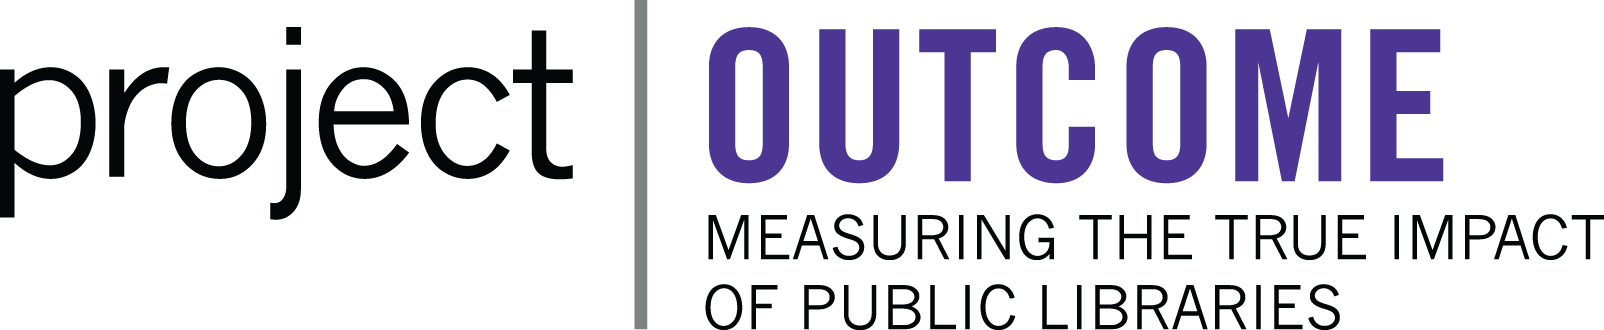 project
OUTCOME
MEASURING THE TRUE IMPACT
OF PUBLIC LIBRARIES